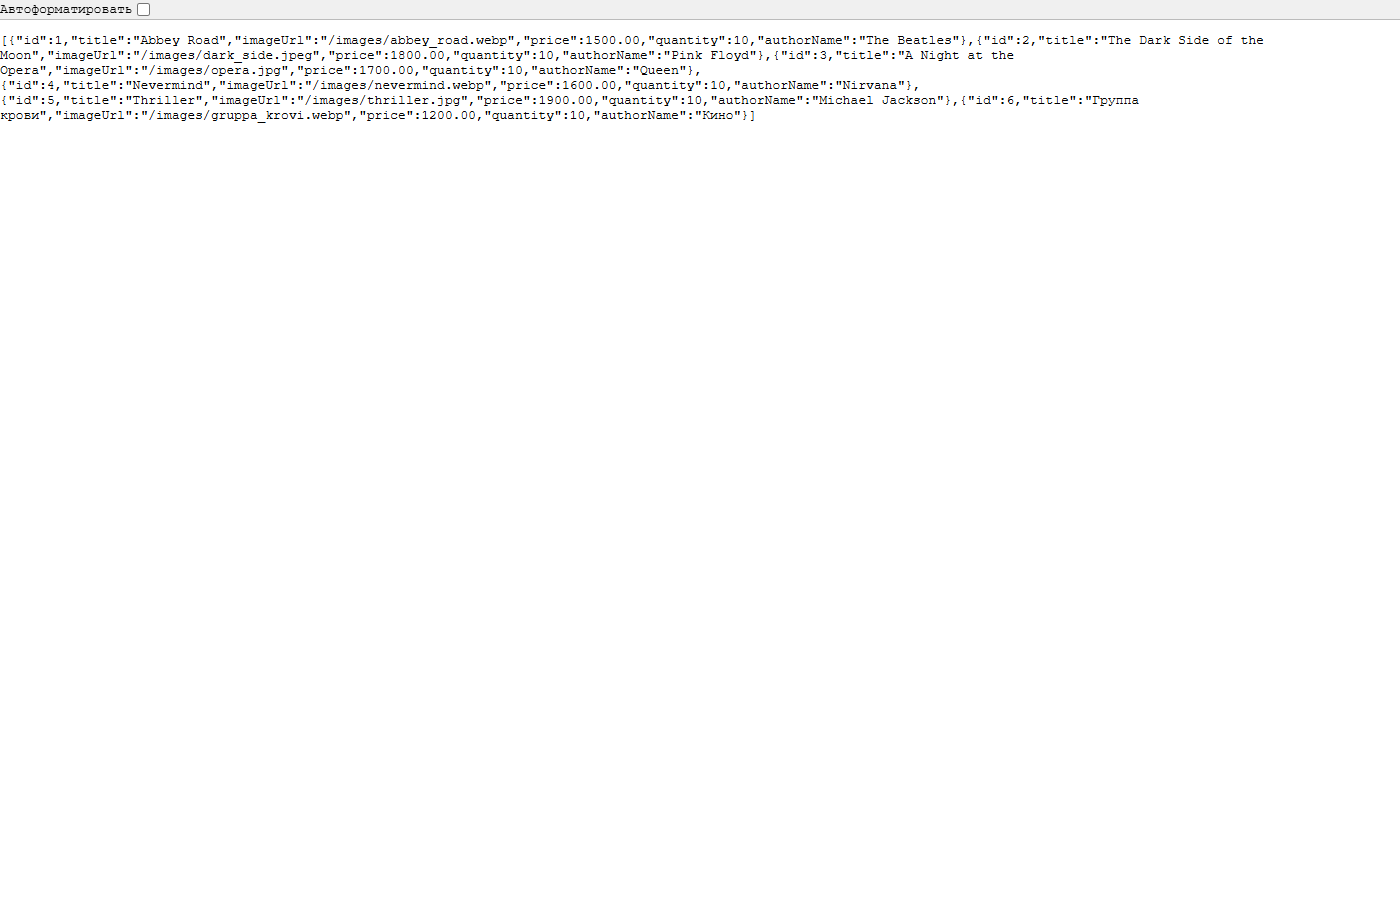 Автоформатировать
[{"id":1,"title":"Abbey Road","imageUrl":"/images/abbey_road.webp","price":1500.00,"quantity":10,"authorName":"The Beatles"},{"id":2,"title":"The Dark Side of the
Moon","imageUrl":"/images/dark_side.jpeg","price":1800.00,"quantity":10,"authorName":"Pink Floyd"},{"id":3,"title":"A Night at the
Opera","imageUrl":"/images/opera.jpg","price":1700.00,"quantity":10,"authorName":"Queen"},
{"id":4,"title":"Nevermind","imageUrl":"/images/nevermind.webp","price":1600.00,"quantity":10,"authorName":"Nirvana"},
{"id":5,"title":"Thriller","imageUrl":"/images/thriller.jpg","price":1900.00,"quantity":10,"authorName":"Michael Jackson"},{"id":6,"title":"Группа
крови","imageUrl":"/images/gruppa_krovi.webp","price":1200.00,"quantity":10,"authorName":"Кино"}]